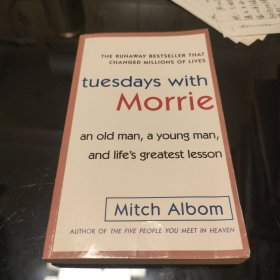 THE RUNAWAY BESTSELLER THAT
CHANGED MILLIONS OF LIVES
tuesdays with
Morrie
an old man, a young man,
and life's greatest lesson
Mitch Albom
AUTHOR OF THE FIVE PEOPLE YOU MEET IN HEAVEN